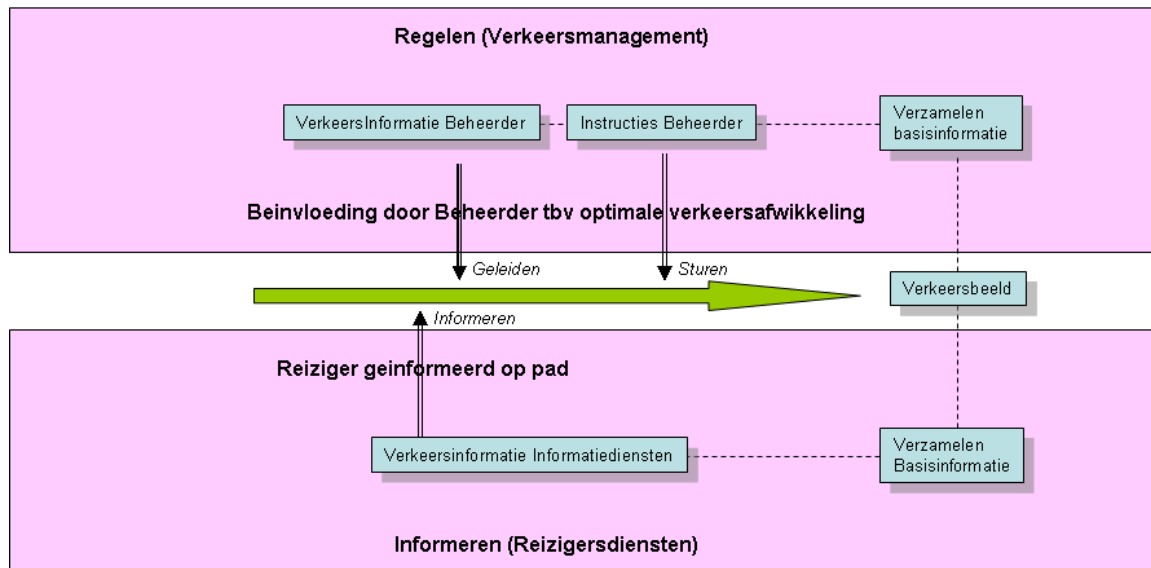 Regelen (Verkeersmanagement)
VerkeersInformatie Beheerder
Instructies Beheerder
Verzamelen
basisinformatie
Beinvloeding door Beheerder tbv optimale verkeersafwikkeling
Geleiden
Sturen
Verkeersbeeld
Informeren
Reiziger geinformeerd op pad
Verkeersinformatie Informatiediensten
Verzamelen
Basisinformatie
Informeren (Reizigersdiensten)